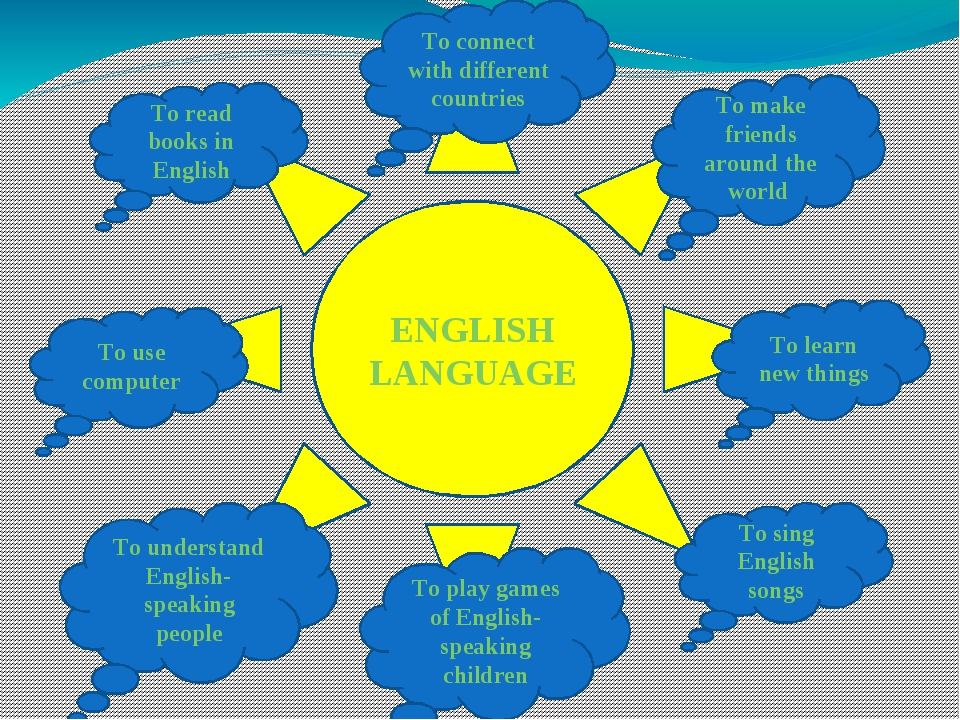 To connect
with different
countries
To read
books in
English
To make
friends
around the
world
ENGLISH
LANGUAGE
To use
computer
To learn
new things
To understand
English-
speaking
people
To play games
of English-
speaking
children
To sing
English
songs